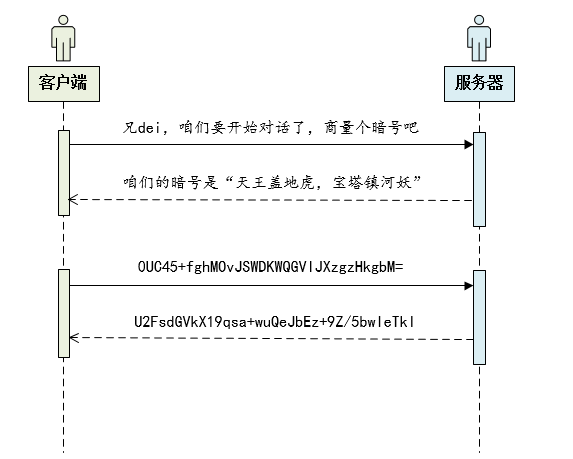 客户端
服务器
兄dei，咱们要开始对话了，商量个暗号吧
咱们的暗号是“天王盖地虎，宝塔镇河妖”
0UC45+fghMOvJSWDKWQGVlJXzgzHkgbM=
U2FsdGVkX19qsa+wuQeJbEz+9Z/5bwIeTkl